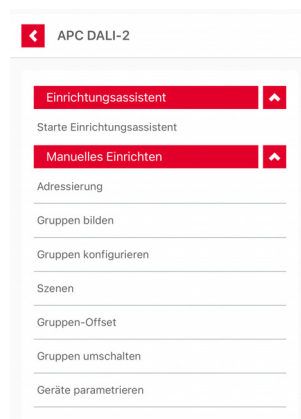 APC DALI-2
Einrichtungsassistent
Starte Einrichtungsassistent
Manuelles Einrichten
Adressierung
Gruppen bilden
Gruppen konfigurieren
Szenen
Gruppen-Offset
Gruppen umschalten
Geräte parametrieren